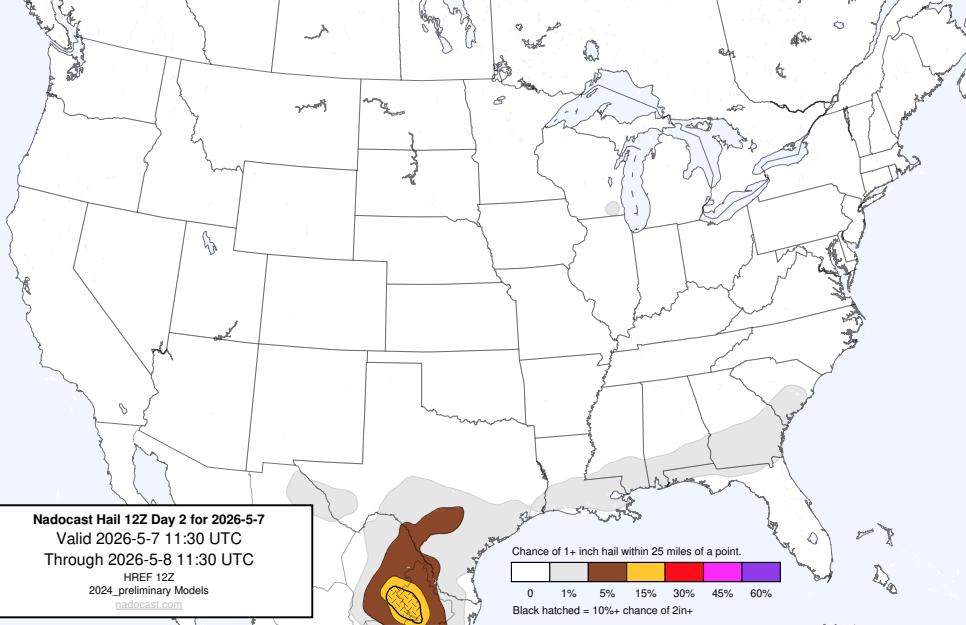 Nadocast Hail 12Z Day 2 for 2026-5-7
Valid 2026-5-7 11:30 UTC
Through 2026-5-8 11:30 UTC
HREF 12Z
2024_preliminary Models
nadocast.com
Chance of 1+ inch hail within 25 miles of a point.
0 1% 5% 15% 30% 45% 60%
Black hatched = 10%+ chance of 2in+